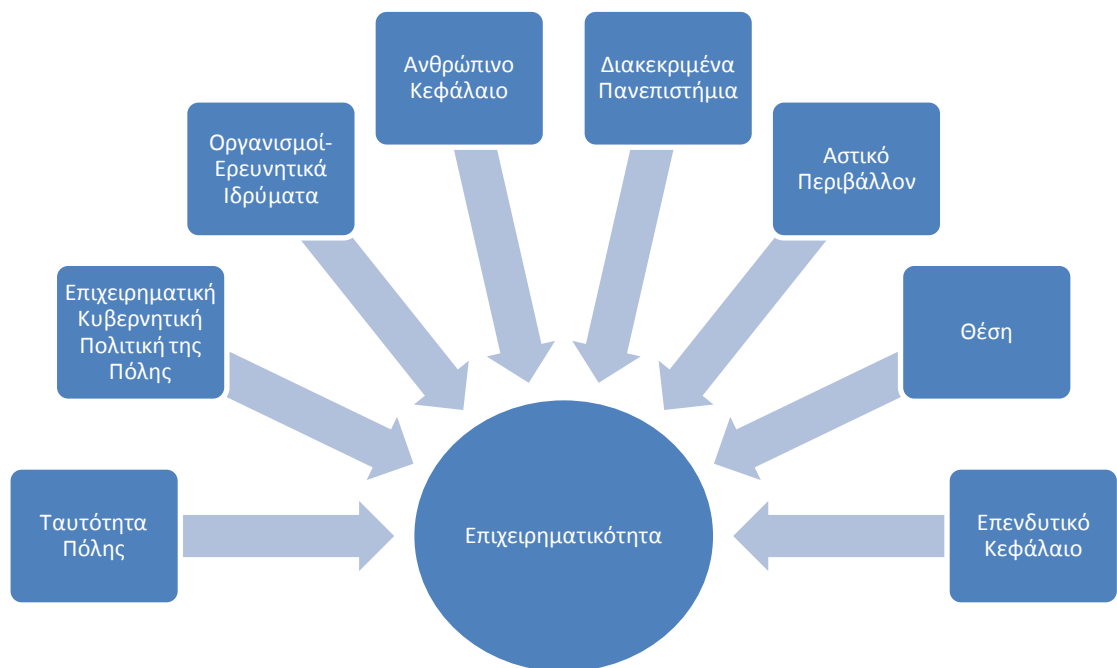 Ανθρώπινο
Κεφάλαιο
Διακεκριμένα
Πανεπιστήμια
Οργανισμοί-
Ερευνητικά
Ιδρύματα
Αστικό
Περιβάλλον
Επιχειρηματική
Κυβερνητική
Πολιτική της
Πόλης
Θέση
Ταυτότητα
Πόλης
Επιχειρηματικότητα
Επενδυτικό
Κεφάλαιο